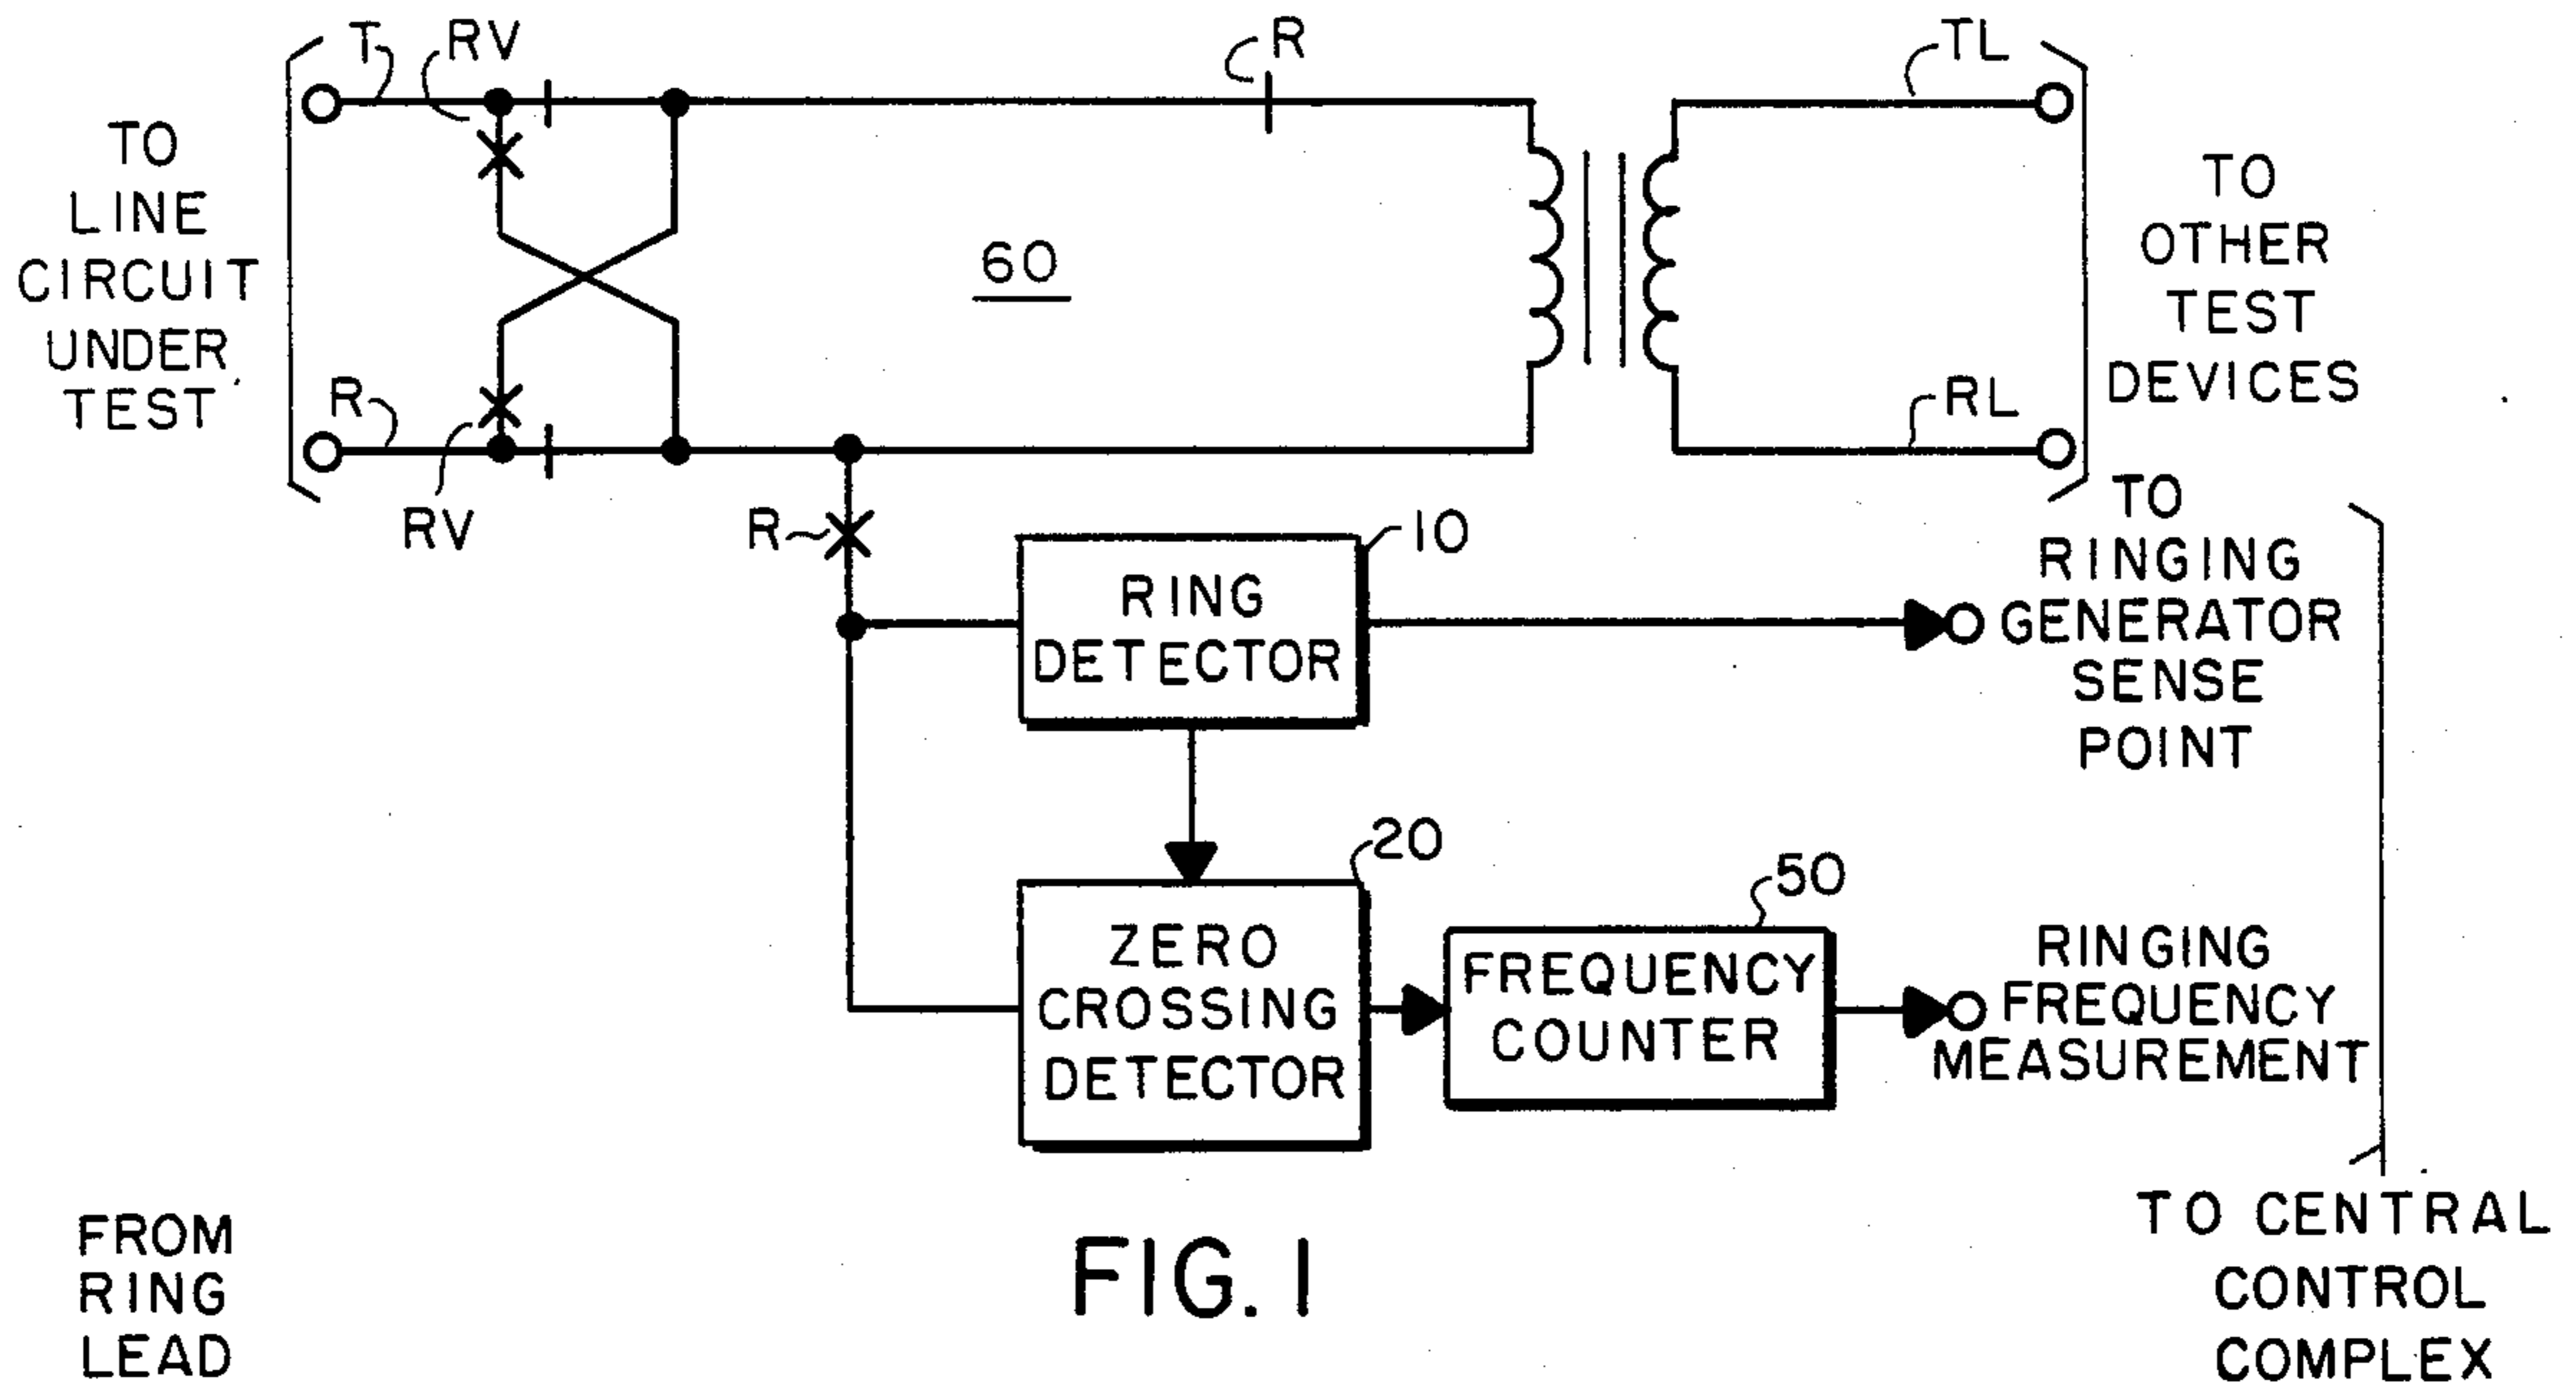 T
RV
R
TL
TO
LINE
CIRCUIT
UNDER
TEST
60
TO
OTHER
TEST
DEVICES
R
RL
RV
R
10
RING
DETECTOR
TO
RINGING
GENERATOR
SENSE
POINT
20
ZERO
CROSSING
DETECTOR
50
FREQUENCY
COUNTER
RINGING
FREQUENCY
MEASUREMENT
FROM
RING
LEAD
FIG. 1
TO CENTRAL
CONTROL
COMPLEX